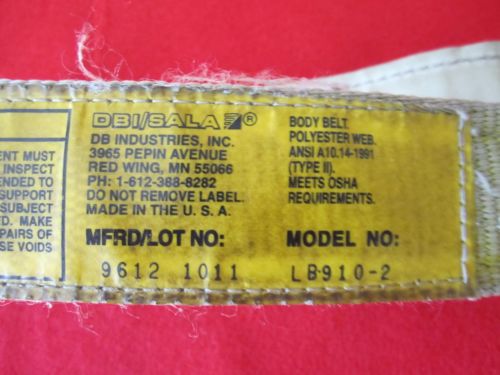 ENT MUST
INSPECT
ENDED TO
SUPPORT
SUBJECT
D. MAKE
PAIRS OF
SE VOIDS
DBI/SALA ®
DB INDUSTRIES, INC.
3965 PEPIN AVENUE
RED WING, MN 55066
PH: 1-612-388-8282
DO NOT REMOVE LABEL.
MADE IN THE U. S. A.
MFRD/LOT NO:
9612 1011
BODY BELT.
POLYESTER WEB.
ANSI A10.14-1991
(TYPE II).
MEETS OSHA
REQUIREMENTS.
MODEL NO:
LB910-2